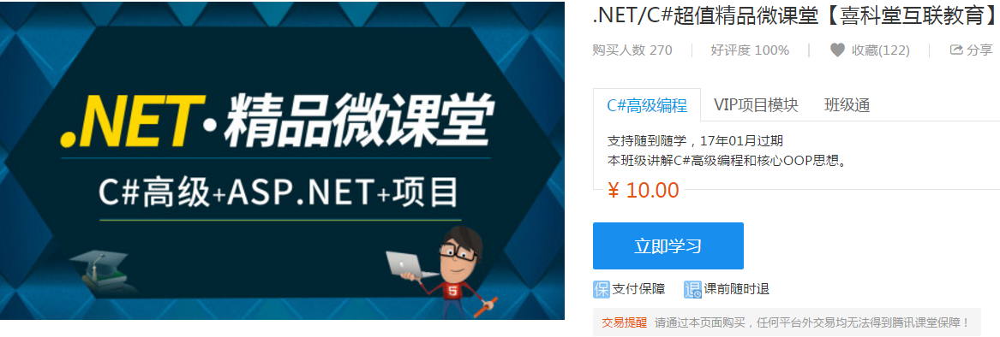 .NET·精品微课堂
C#高级+ASP.NET+项目
5
.NET/C#超值精品微课堂【喜科堂互联教育】
购买人数 270 好评度 100% 收藏(122) 分享
C#高级编程 VIP项目模块 班级通
支持随到随学，17年01月过期
本班级讲解C#高级编程和核心OOP思想。
¥ 10.00
立即学习
保 支付保障 退 课前随时退
交易提醒 请通过本页面购买，任何平台外交易均无法得到腾讯课堂保障！